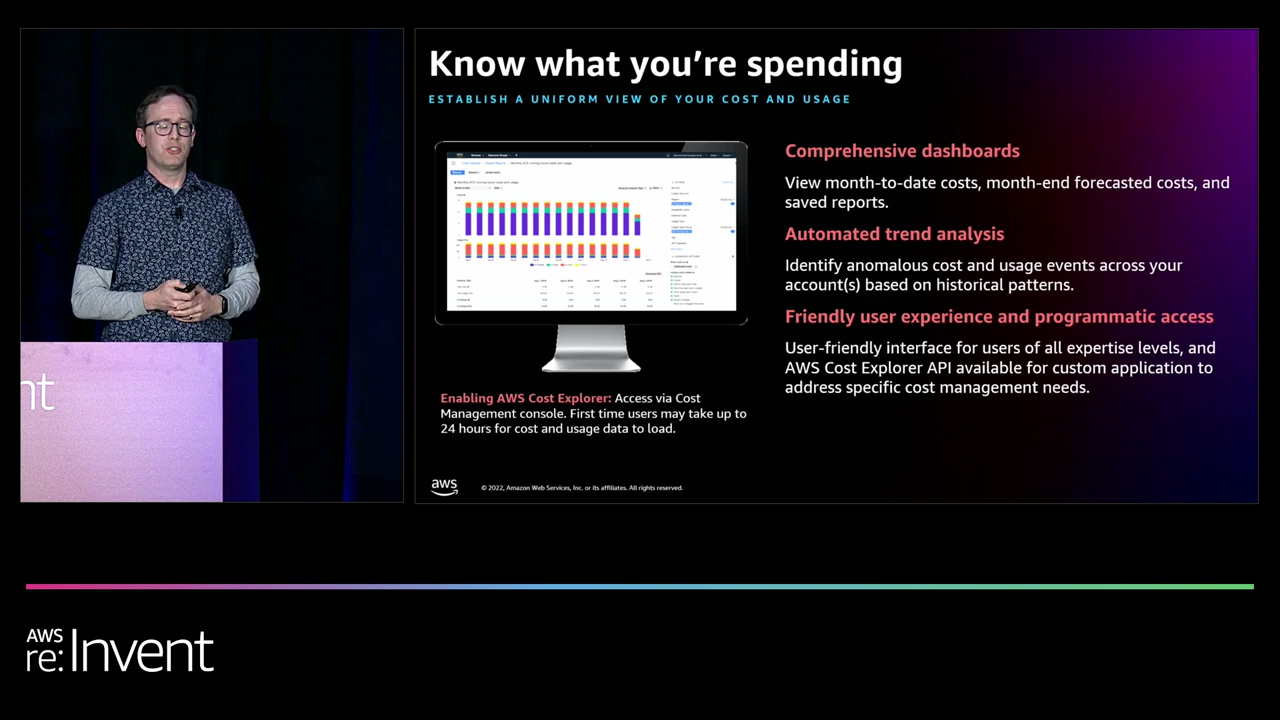 Know what you're spending
ESTABLISH A UNIFORM VIEW OF YOUR COST AND USAGE
Enabling AWS Cost Explorer: Access via Cost
Management console. First time users may take up to
24 hours for cost and usage data to load.
Comprehensive dashboards
View month-to-date costs, month-end forecasted costs, and
saved reports.
Automated trend analysis
Identify anomalous cost and usage events across your
account(s) based on historical patterns.
Friendly user experience and programmatic access
User-friendly interface for users of all expertise levels, and
AWS Cost Explorer API available for custom application to
address specific cost management needs.
aws
© 2022, Amazon Web Services, Inc. or its affiliates. All rights reserved.
nt
AWS
re:Invent